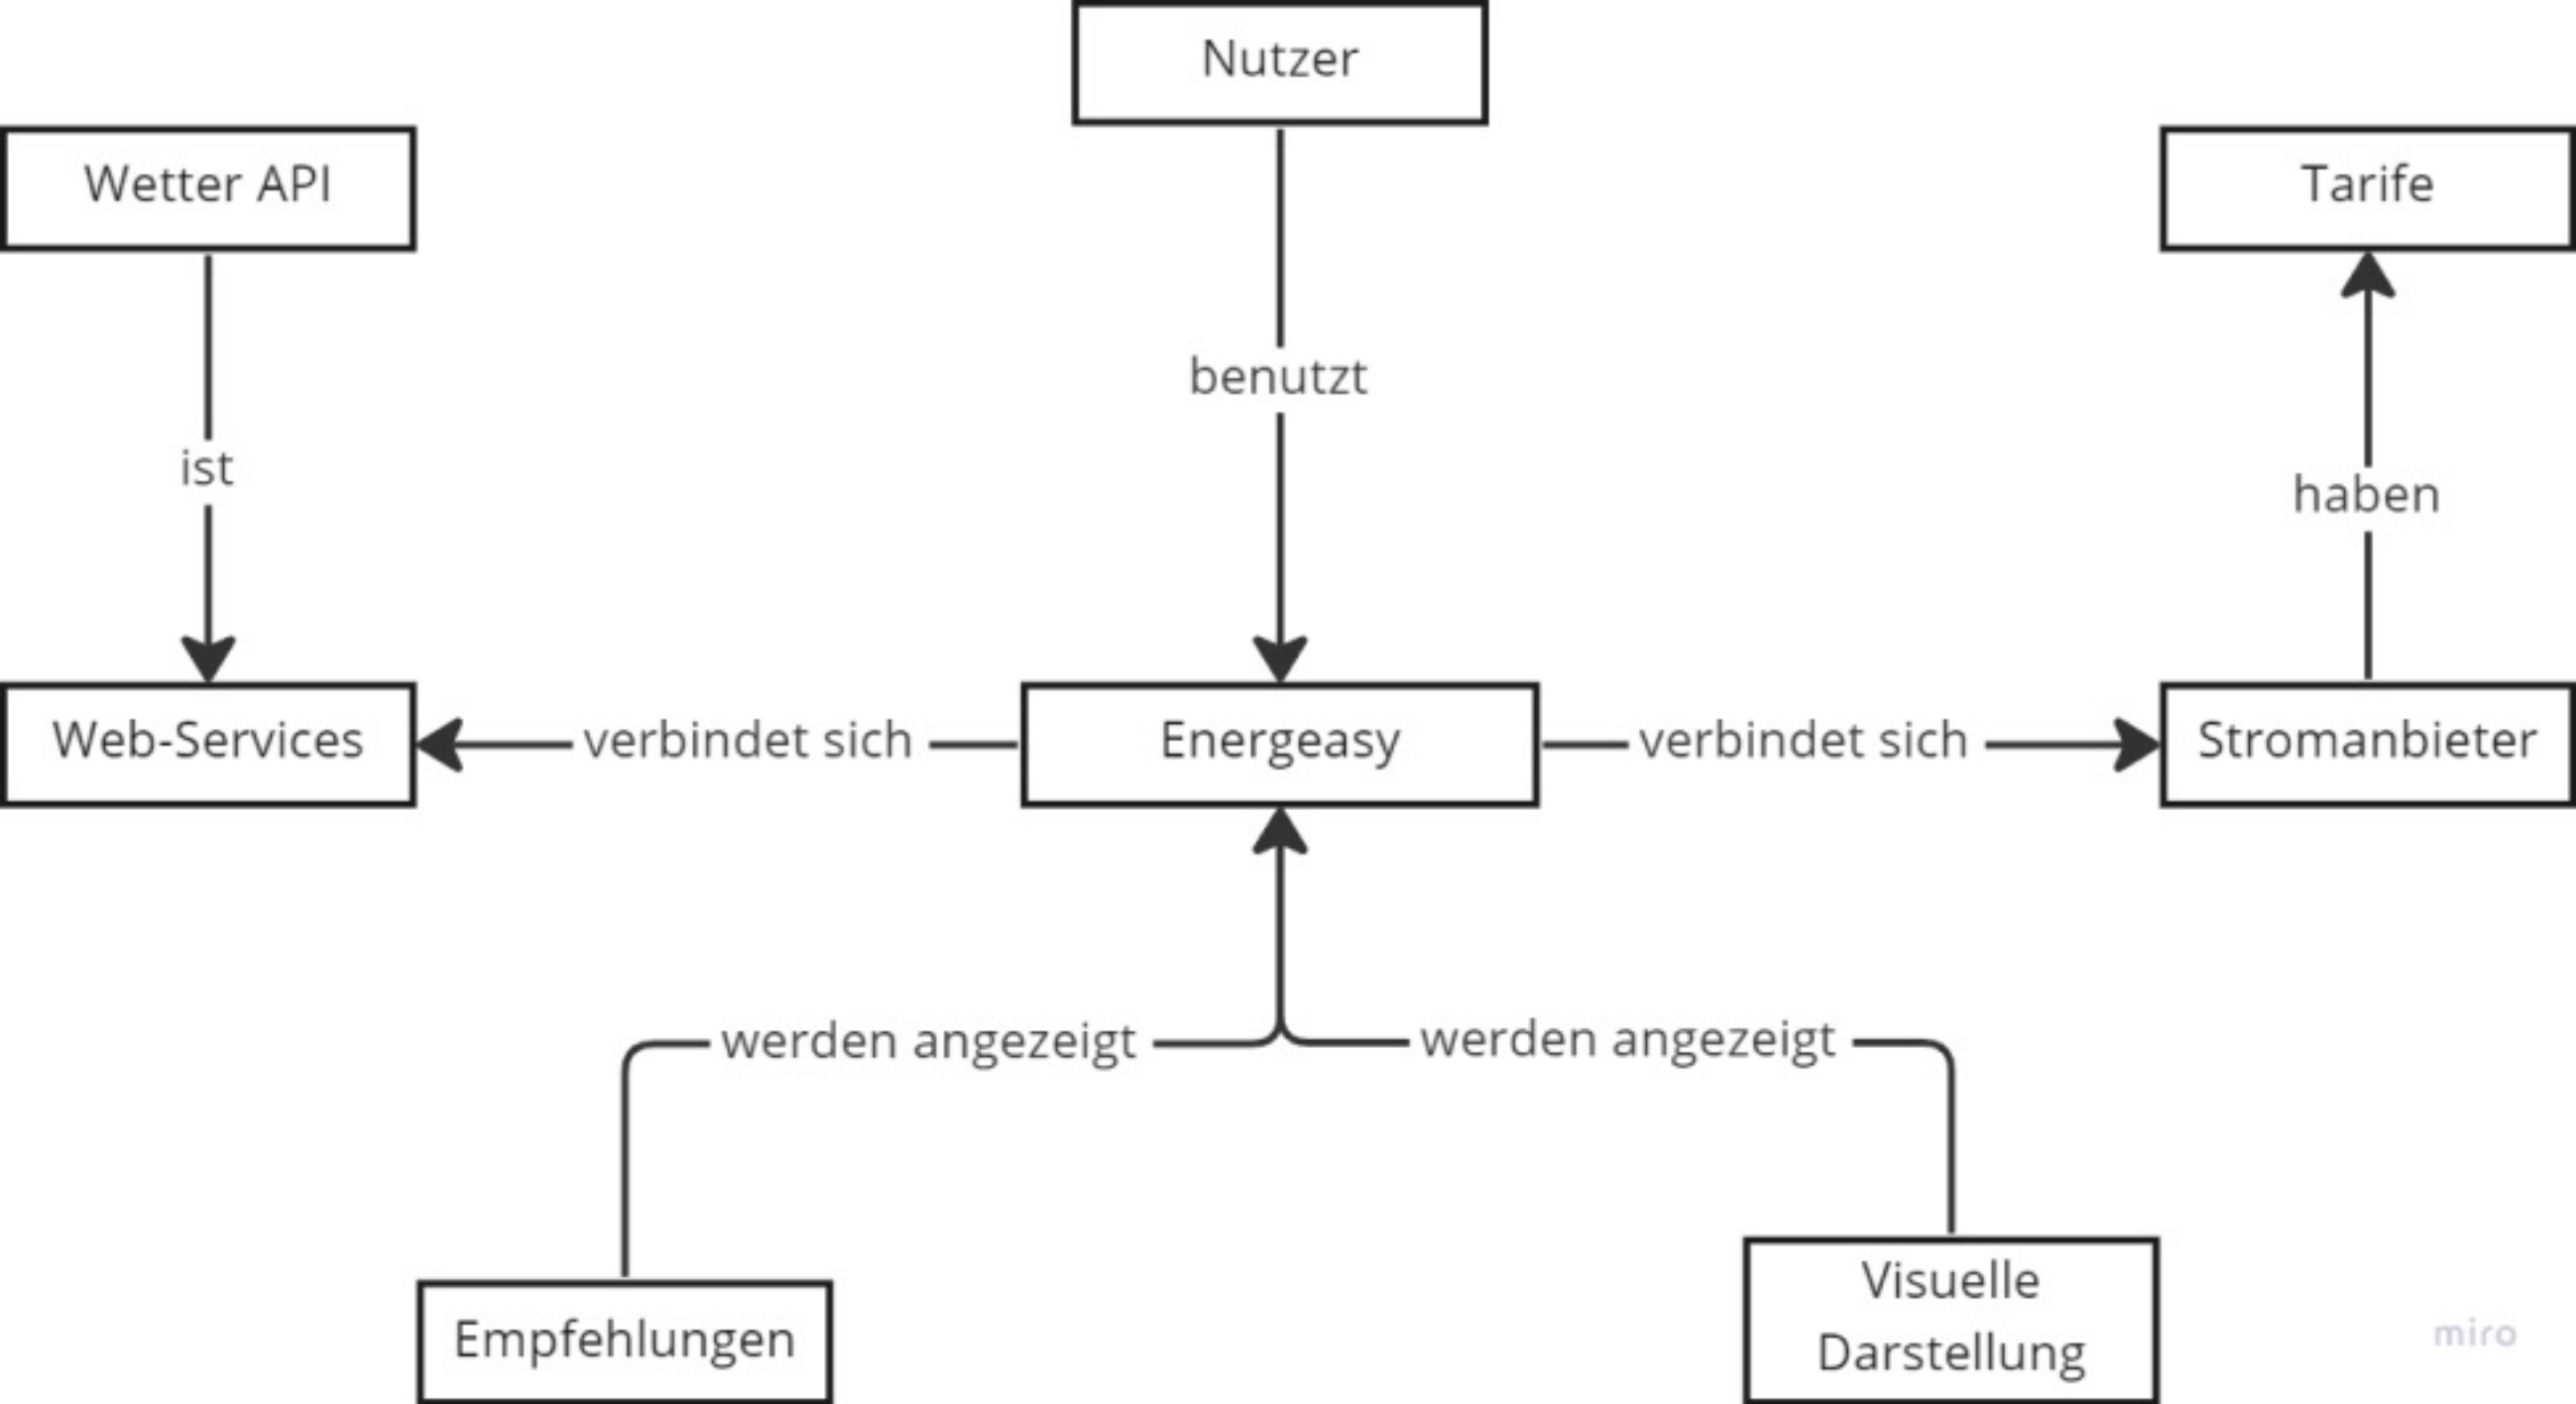 Nutzer
Wetter API
Tarife
benutzt
ist
haben
Web-Services
verbindet sich
Energeasy
verbindet sich
Stromanbieter
werden angezeigt
werden angezeigt
Empfehlungen
Visuelle
Darstellung
miro